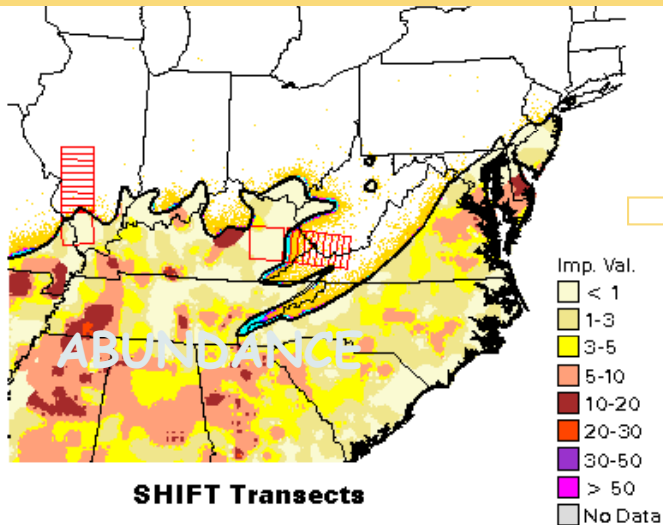 ABUNDANCE
Imp. Val.
< 1
1-3
3-5
5-10
10-20
20-30
30-50
> 50
No Data
SHIFT Transects